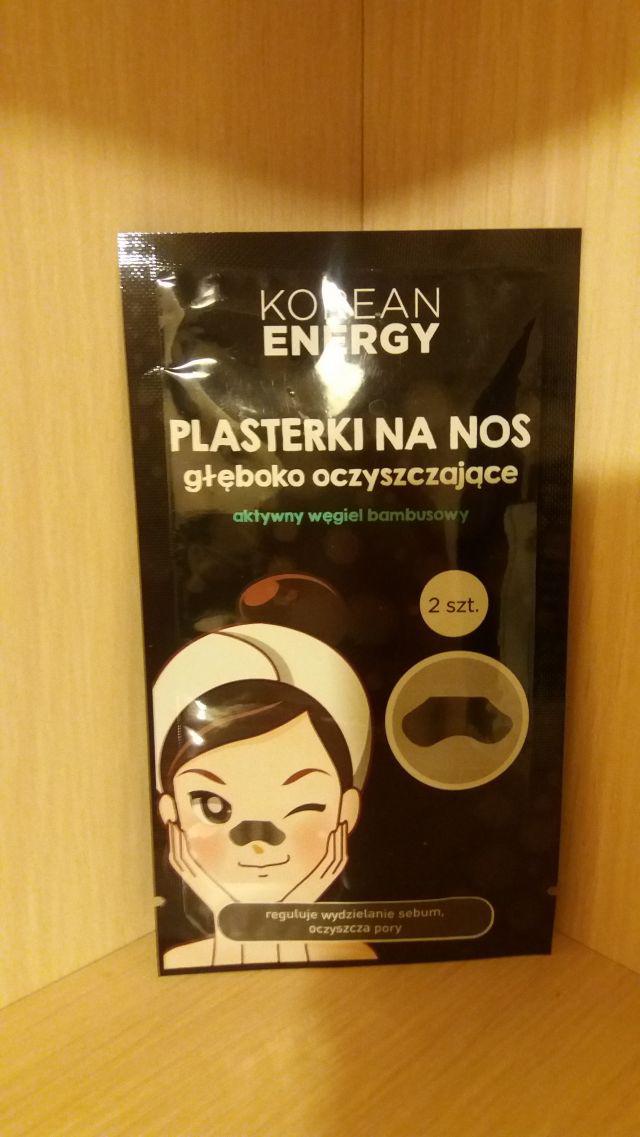 KOREAN
ENERGY
PLASTERKI NA NOS
głęboko oczyszczające
aktywny węgiel bambusowy
2 szt.
reguluje wydzielanie sebum,
oczyszcza pory